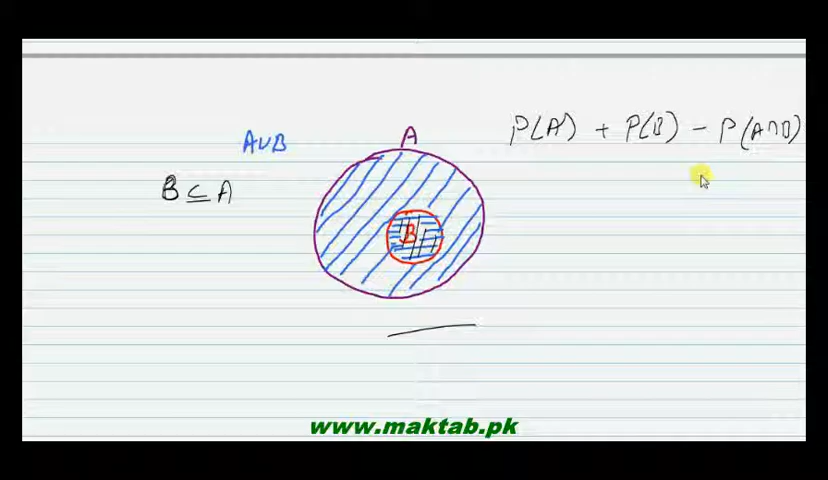 A∪B
A
P(A) + P(B) - P(A∩B)
B ⊆ A
B
www.maktab.pk